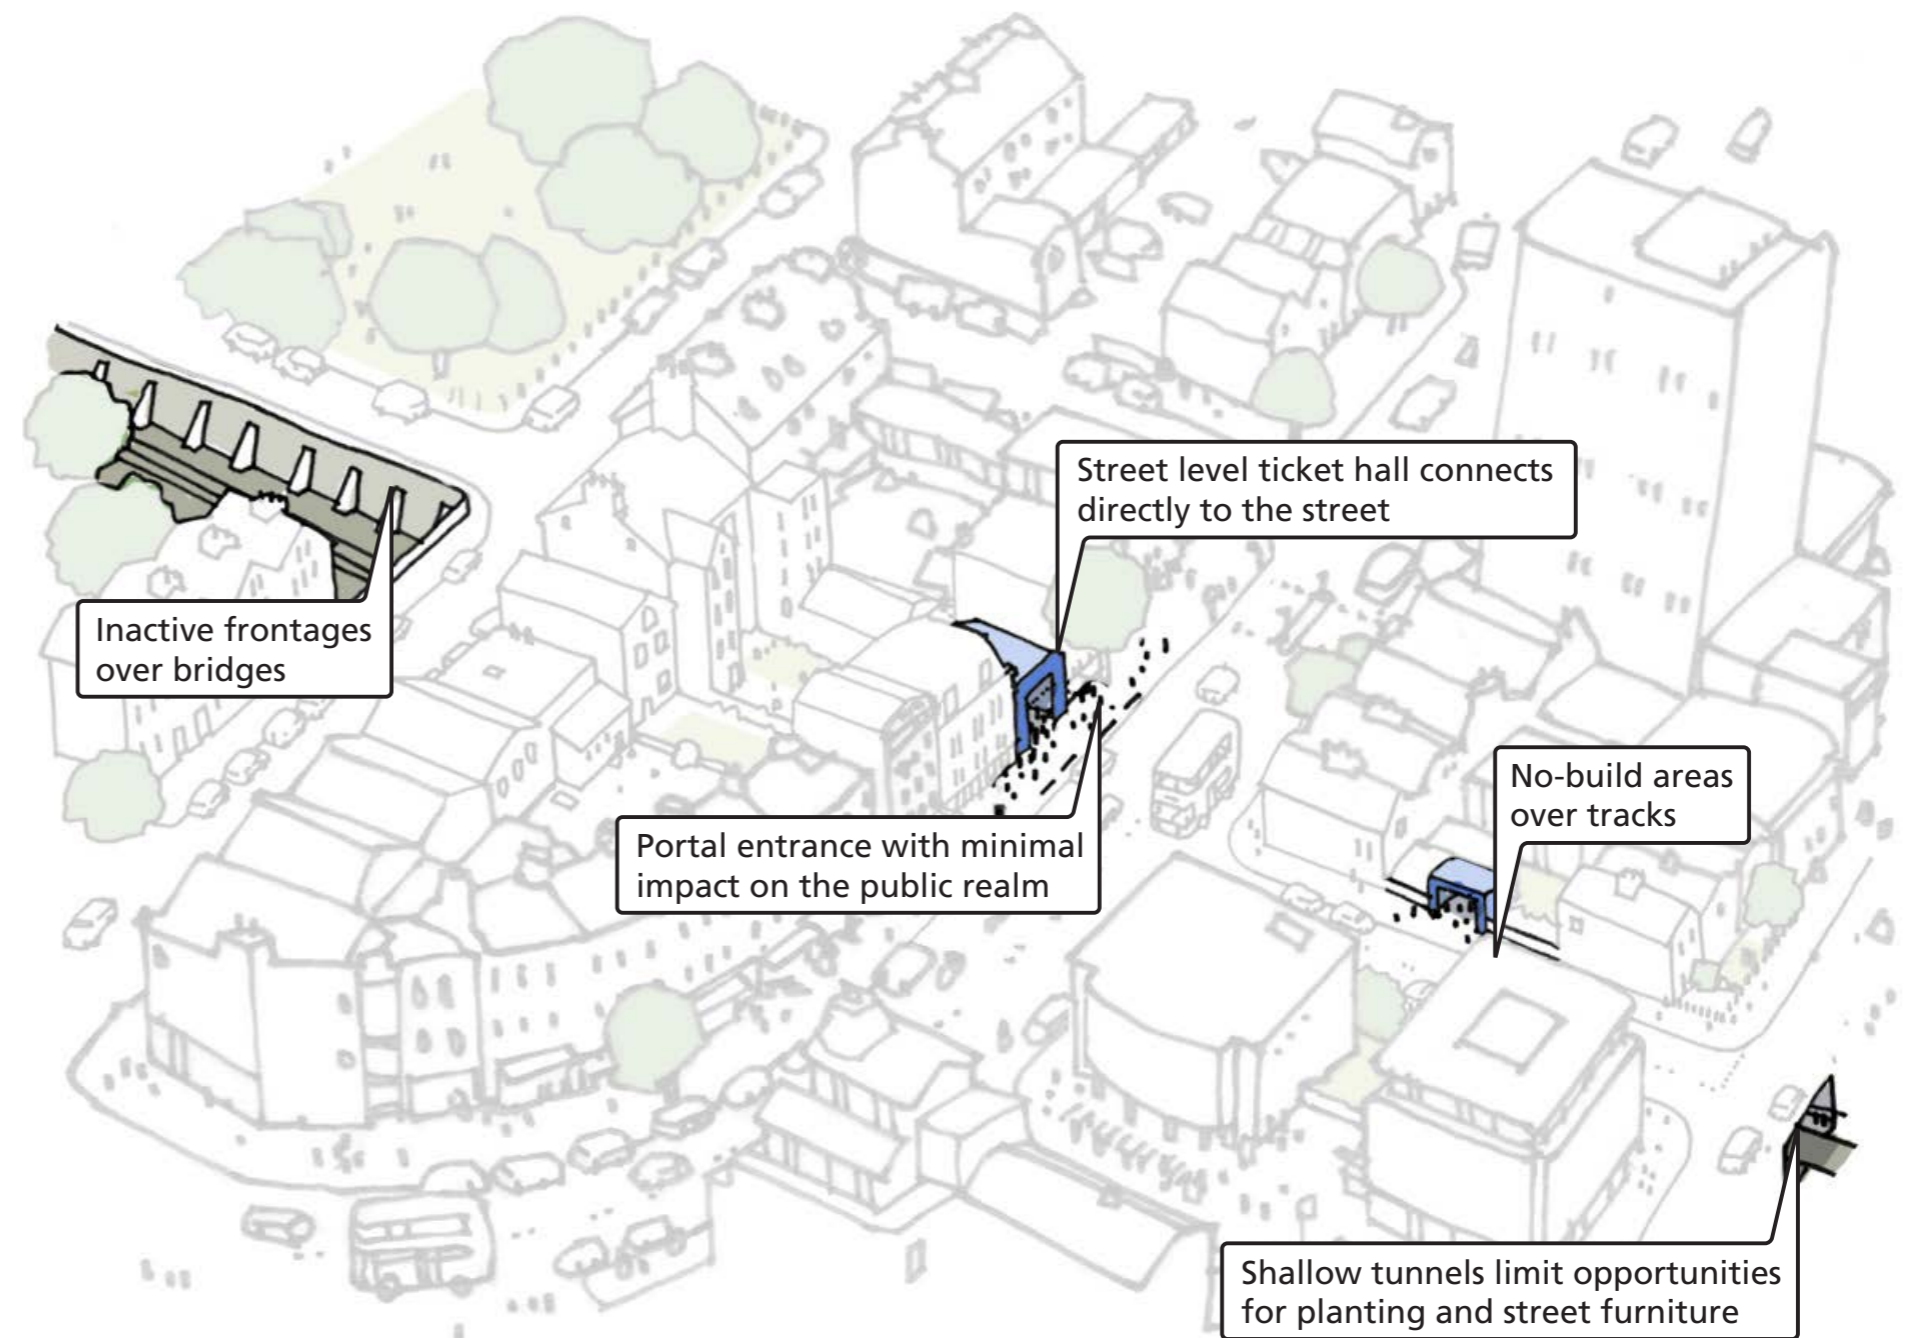 Street level ticket hall connects
directly to the street
Inactive frontages
over bridges
No-build areas
over tracks
Portal entrance with minimal
impact on the public realm
Shallow tunnels limit opportunities
for planting and street furniture